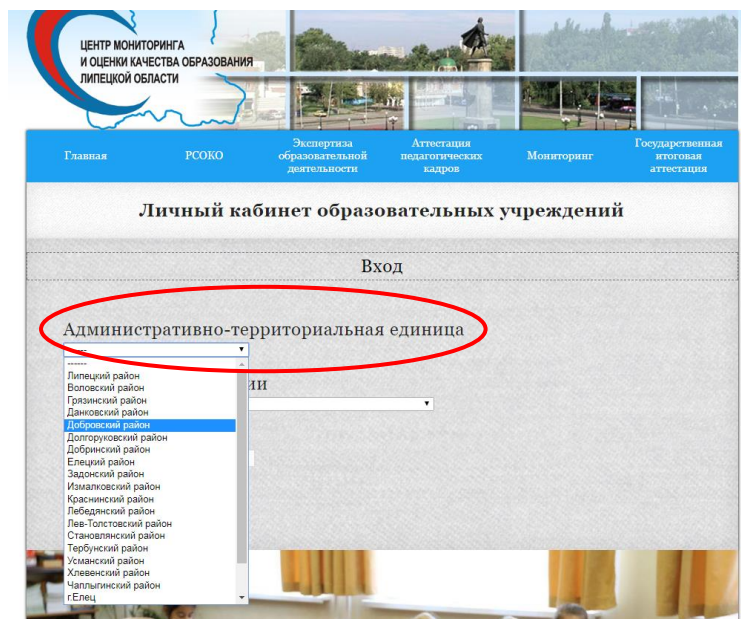 ЦЕНТР МОНИТОРИНГА
И ОЦЕНКИ КАЧЕСТВА ОБРАЗОВАНИЯ
ЛИПЕЦКОЙ ОБЛАСТИ
Главная
РСОКО
Экспертиза
образовательной
деятельности
Аттестация
педагогических
кадров
Мониторинг
Государственная
итоговая
аттестация
Личный кабинет образовательных учреждений
Вход
Административно-территориальная единица
------
Липецкий район
Воловский район
Грязинский район
Данковский район
Добровский район
Долгоруковский район
Добринский район
Елецкий район
Задонский район
Измалковский район
Краснинский район
Лебедянский район
Лев-Толстовский район
Становлянский район
Тербунский район
Усманский район
Хлевенский район
Чаплыгинский район
г.Елец